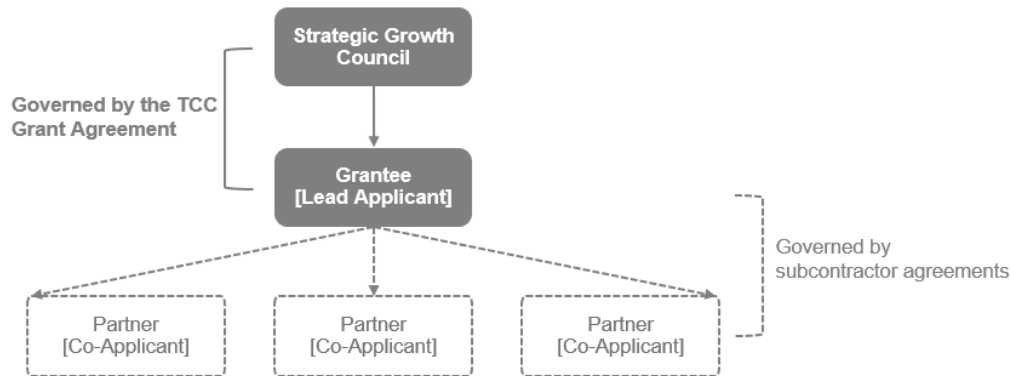 Strategic Growth
Council
Governed by the TCC
Grant Agreement
Grantee
[Lead Applicant]
Governed by
subcontractor agreements
Partner
[Co-Applicant]
Partner
[Co-Applicant]
Partner
[Co-Applicant]